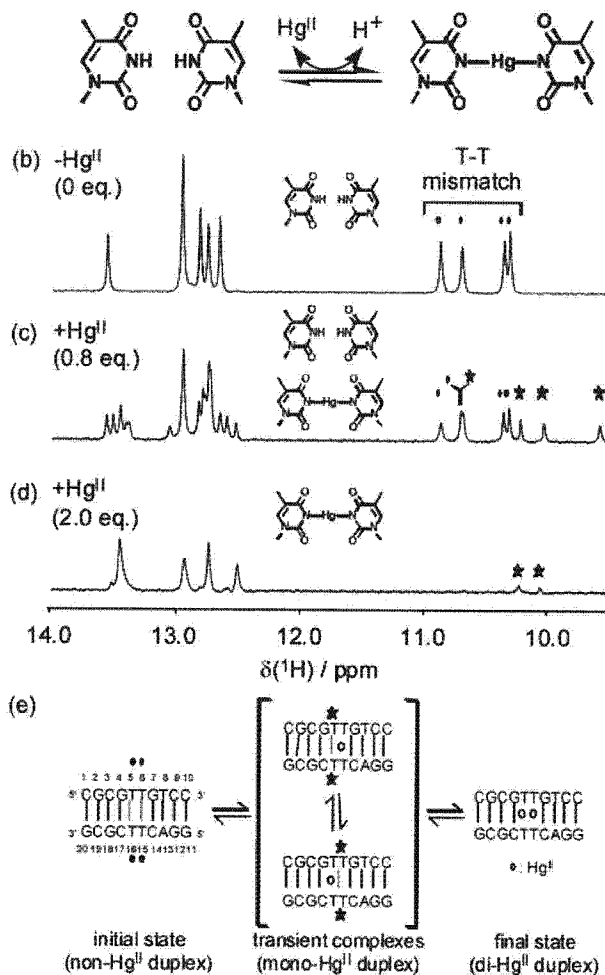 Hg^II H^+
O NH HN O N-Hg-N O
O O O O
(b) -Hg^II
(0 eq.)
T-T
mismatch
(c) +Hg^II
(0.8 eq.)
(d) +Hg^II
(2.0 eq.)
14.0 13.0 12.0 11.0 10.0
δ(¹H) / ppm
(e)
1 2 3 4 5 6 7 8 9 10
5' CGCGTTGTCC 3'
3' GCGCTTCAGG 5'
20 19 18 17 16 15 14 13 12 11
CGCGTTGTCC
GCGCTTCAGG
CGCGTTGTCC
GCGCTTCAGG
CGCGTTGTCC
GCGCTTCAGG
: Hg^II
initial state
(non-Hg^II duplex)
transient complexes
(mono-Hg^II duplex)
final state
(di-Hg^II duplex)